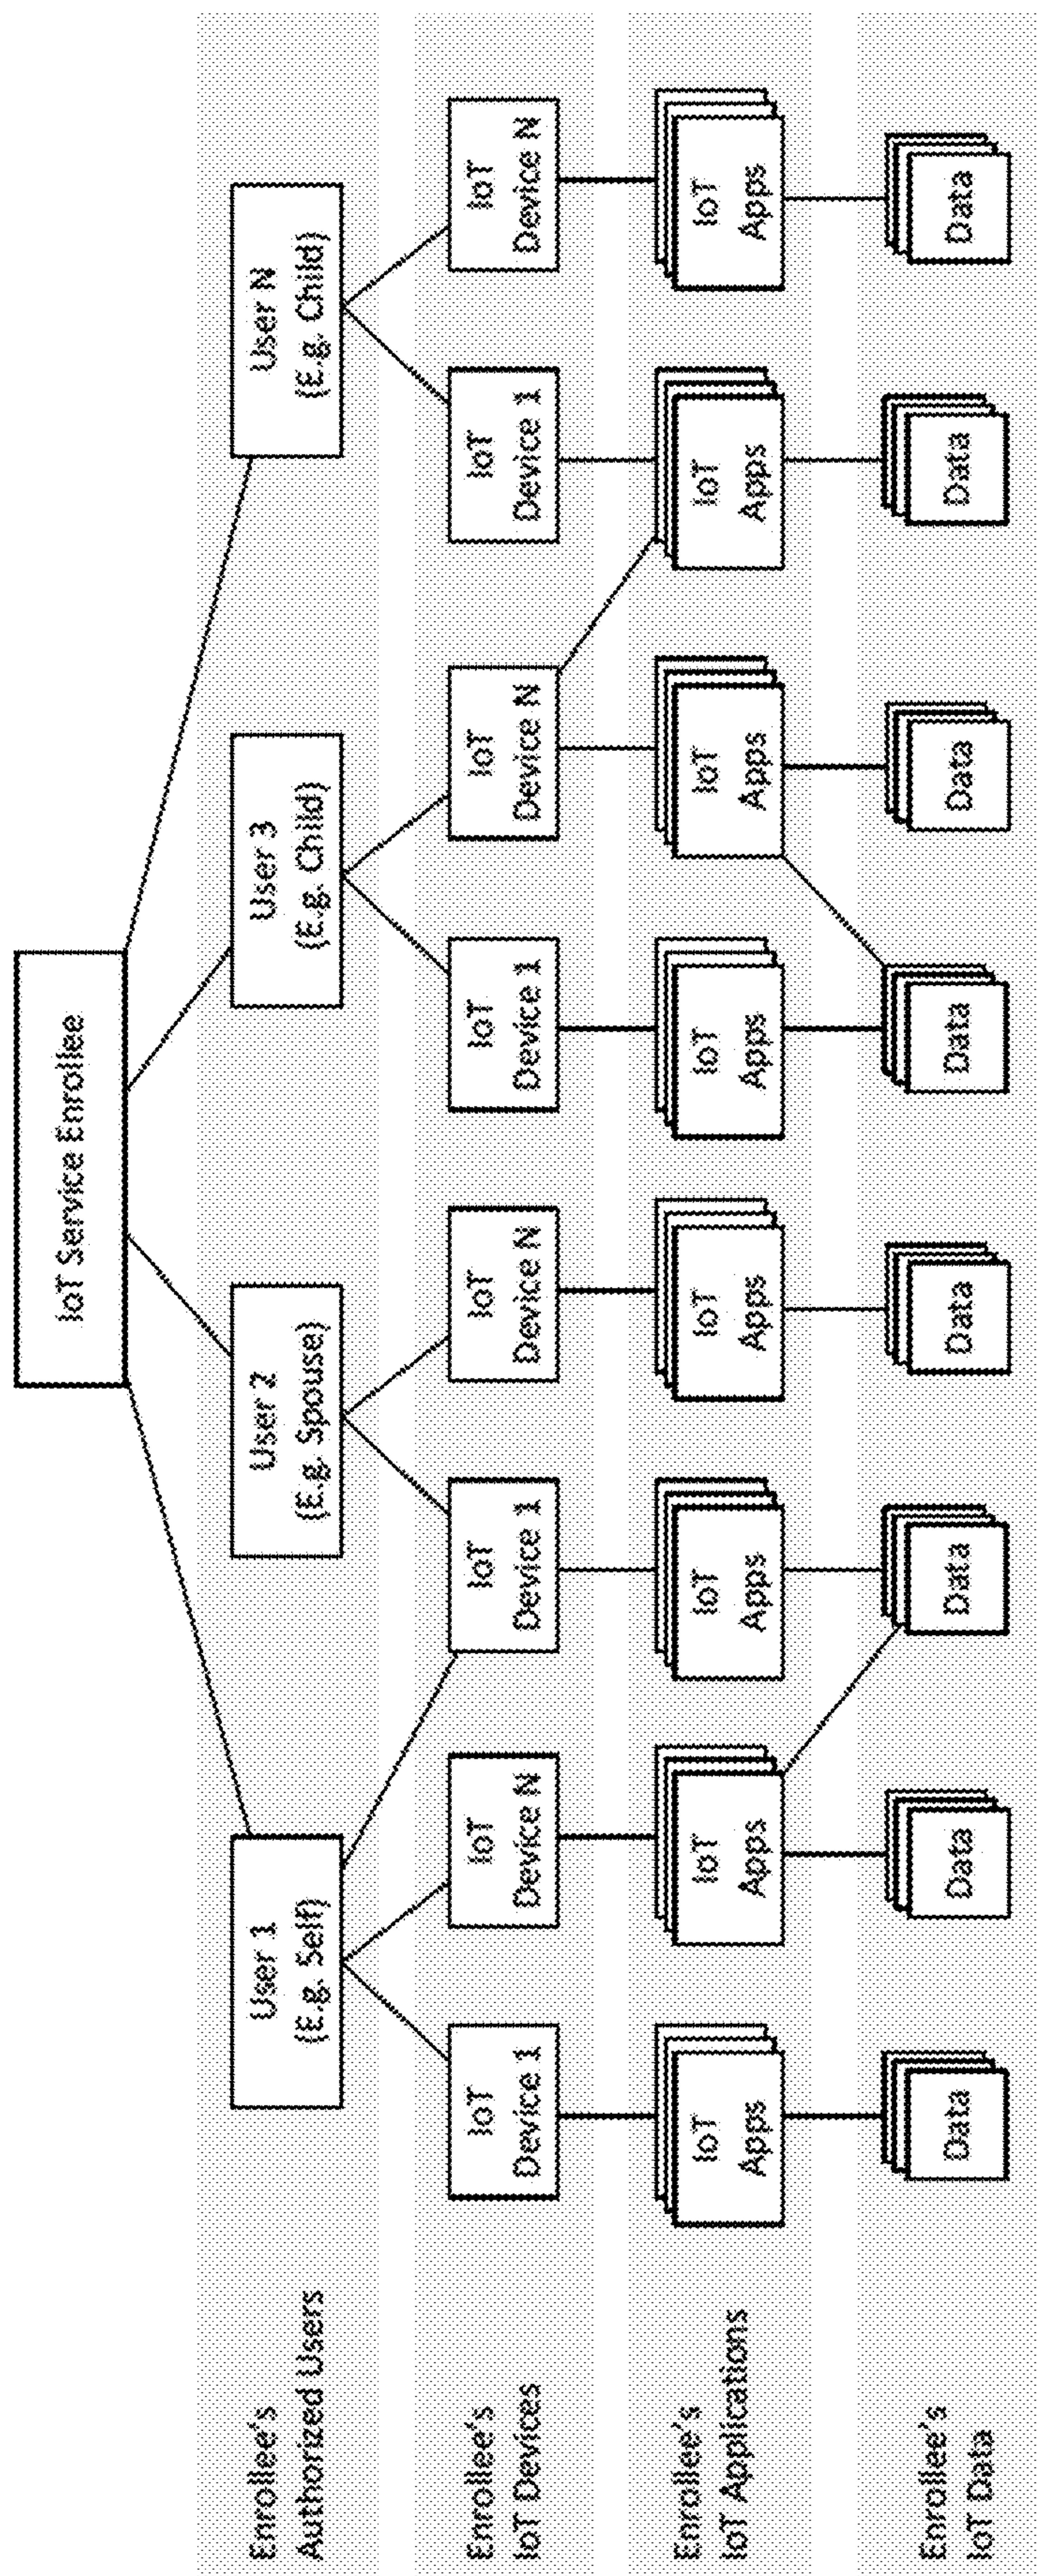 IoT Service Enrollee
Enrollee's
Authorized Users
User 1
(E.g. Self)
User 2
(E.g. Spouse)
User 3
(E.g. Child)
User N
(E.g. Child)
Enrollee's
IoT Devices
IoT
Device 1
IoT
Device N
IoT
Device 1
IoT
Device N
IoT
Device 1
IoT
Device N
IoT
Device 1
IoT
Device N
Enrollee's
IoT Applications
IoT
Apps
IoT
Apps
IoT
Apps
IoT
Apps
IoT
Apps
IoT
Apps
IoT
Apps
IoT
Apps
Enrollee's
IoT Data
Data
Data
Data
Data
Data
Data
Data
Data